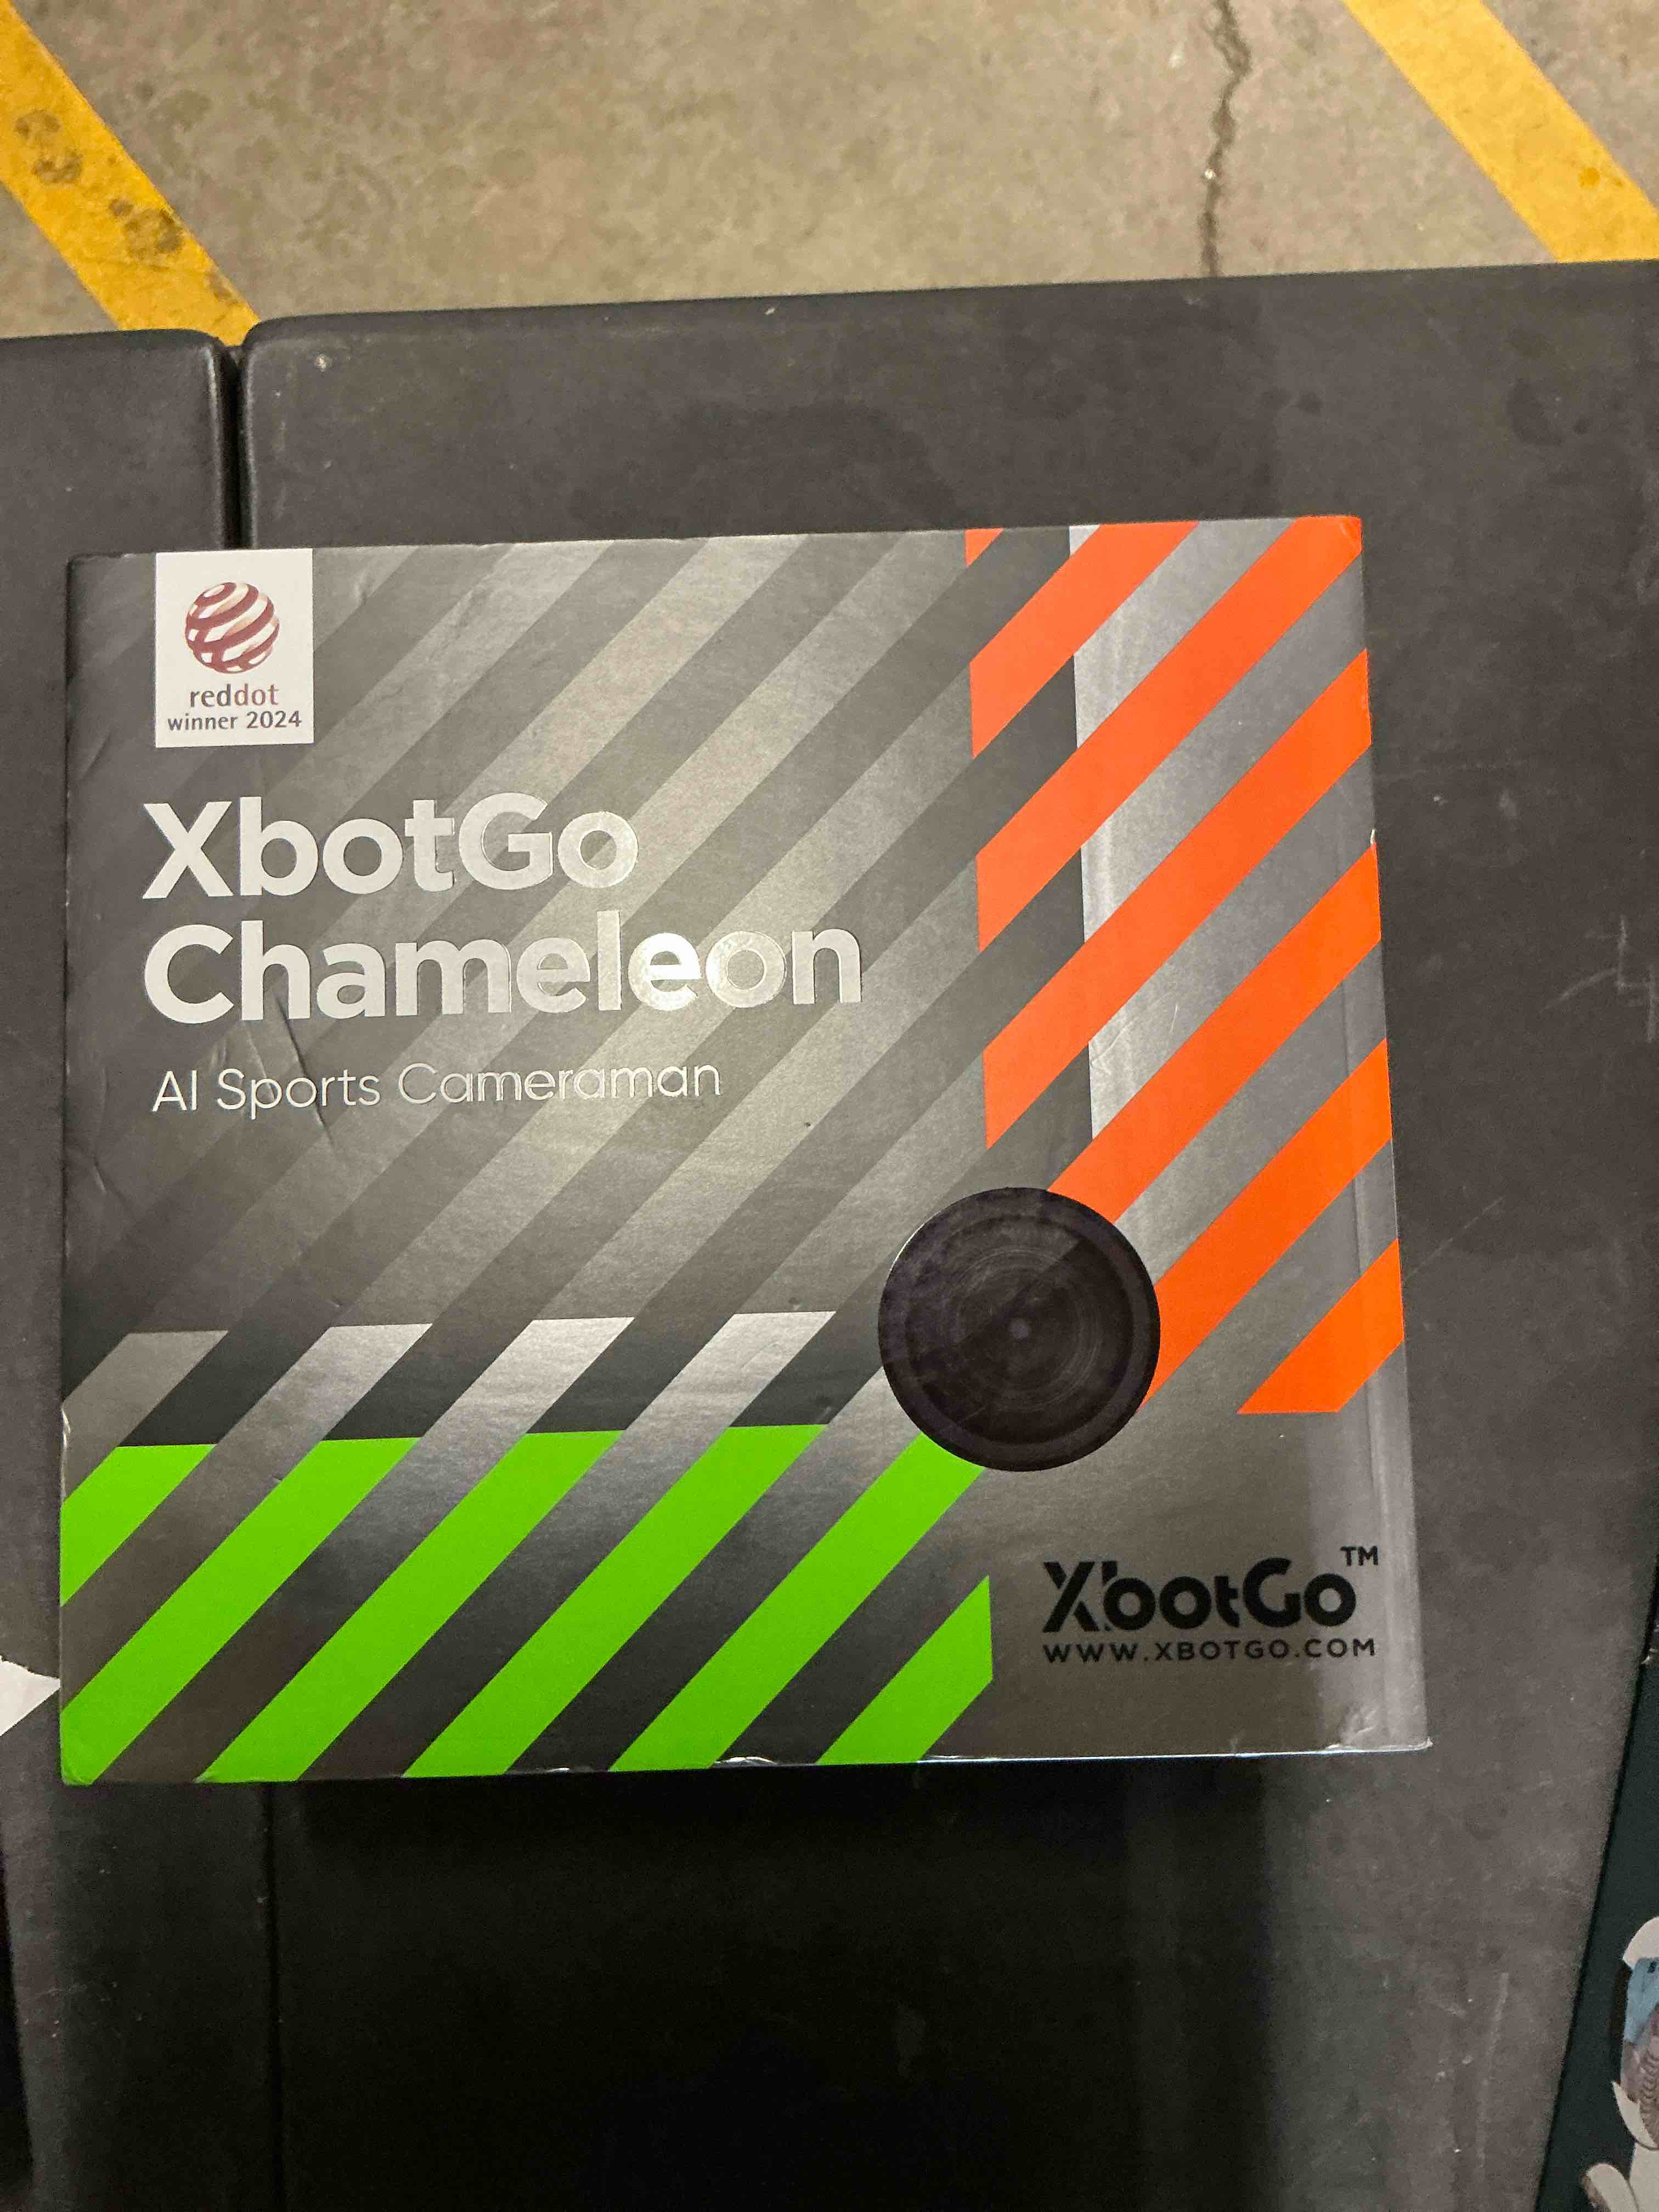 reddot
winner 2024
XbotGo
Chameleon
AI Sports Cameraman
XbotGo™
WWW.XBOTGO.COM